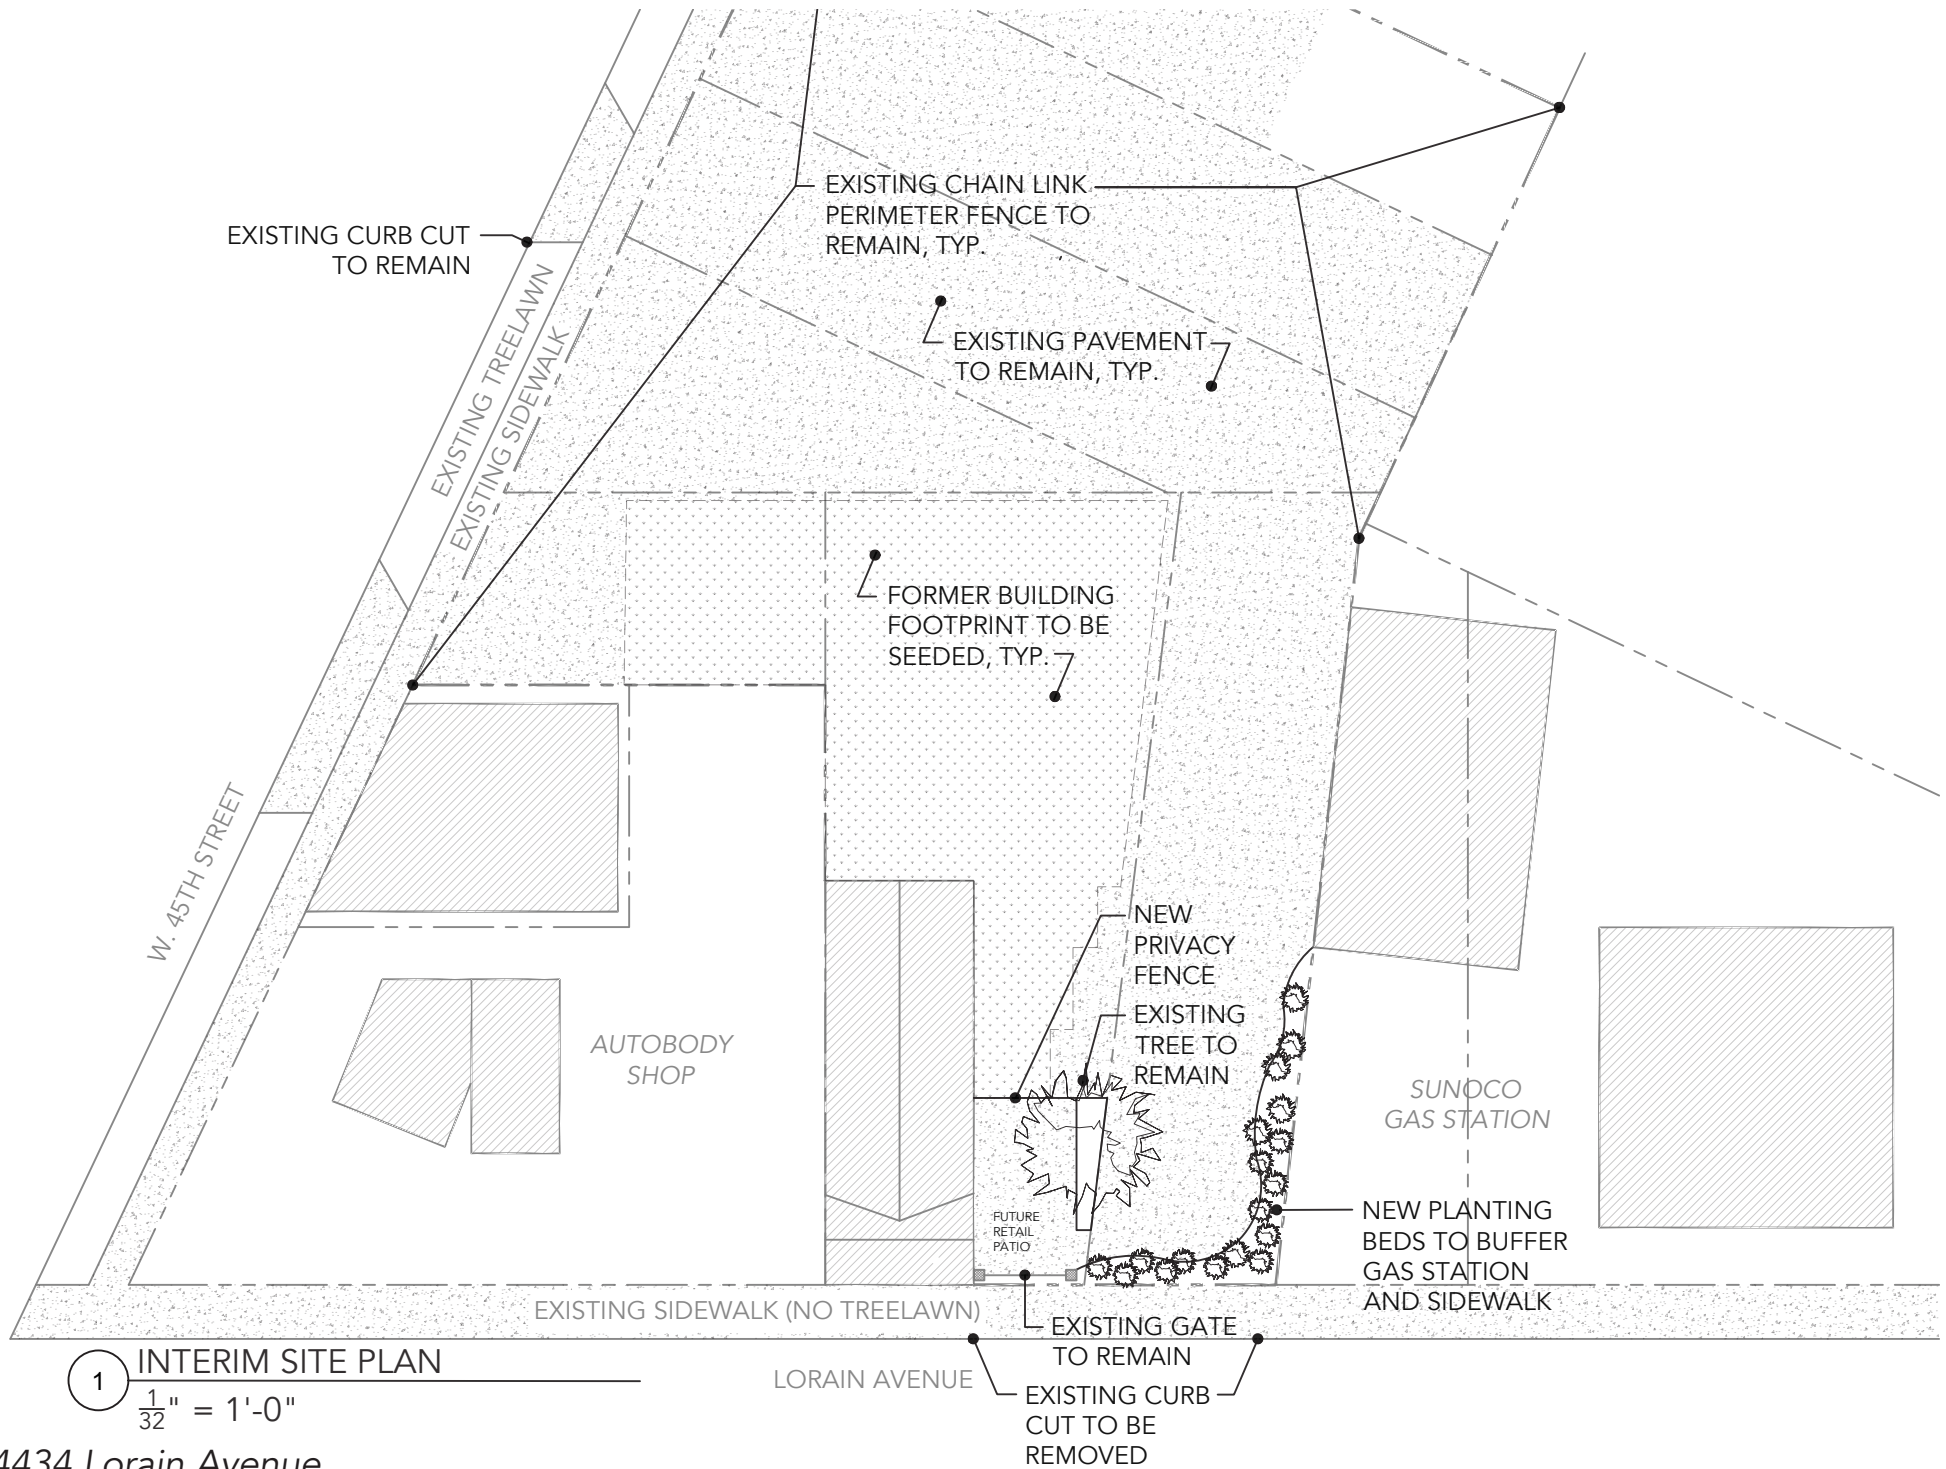 EXISTING CHAIN LINK
PERIMETER FENCE TO
REMAIN, TYP.
EXISTING CURB CUT
TO REMAIN
EXISTING TREELAWN
EXISTING SIDEWALK
EXISTING PAVEMENT
TO REMAIN, TYP.
FORMER BUILDING
FOOTPRINT TO BE
SEEDED, TYP.
W. 45TH STREET
NEW
PRIVACY
FENCE
EXISTING
TREE TO
REMAIN
AUTOBODY
SHOP
SUNOCO
GAS STATION
FUTURE
RETAIL
PATIO
NEW PLANTING
BEDS TO BUFFER
GAS STATION
AND SIDEWALK
EXISTING SIDEWALK (NO TREELAWN)
EXISTING GATE
TO REMAIN
LORAIN AVENUE
EXISTING CURB
CUT TO BE
REMOVED
1 INTERIM SITE PLAN
1/32" = 1'-0"
4434 Lorain Avenue